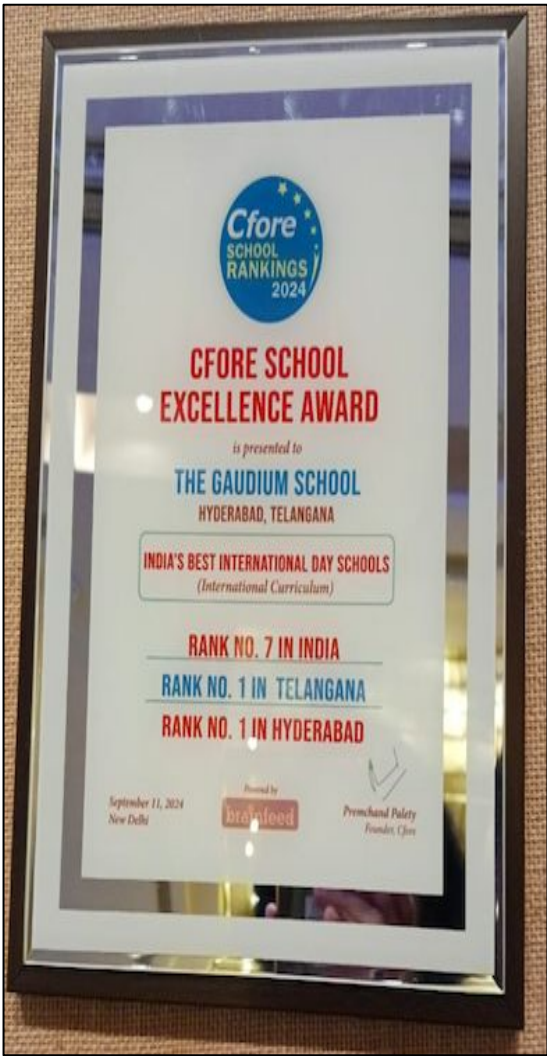 Cfore
SCHOOL
RANKINGS
2024
CFORE SCHOOL
EXCELLENCE AWARD
is presented to
THE GAUDIUM SCHOOL
HYDERABAD, TELANGANA
INDIA'S BEST INTERNATIONAL DAY SCHOOLS
(International Curriculum)
RANK NO. 7 IN INDIA
RANK NO. 1 IN TELANGANA
RANK NO. 1 IN HYDERABAD
September 11, 2024
New Delhi
Powered by
brainfeed
Premchand Palety
Founder, Cfore